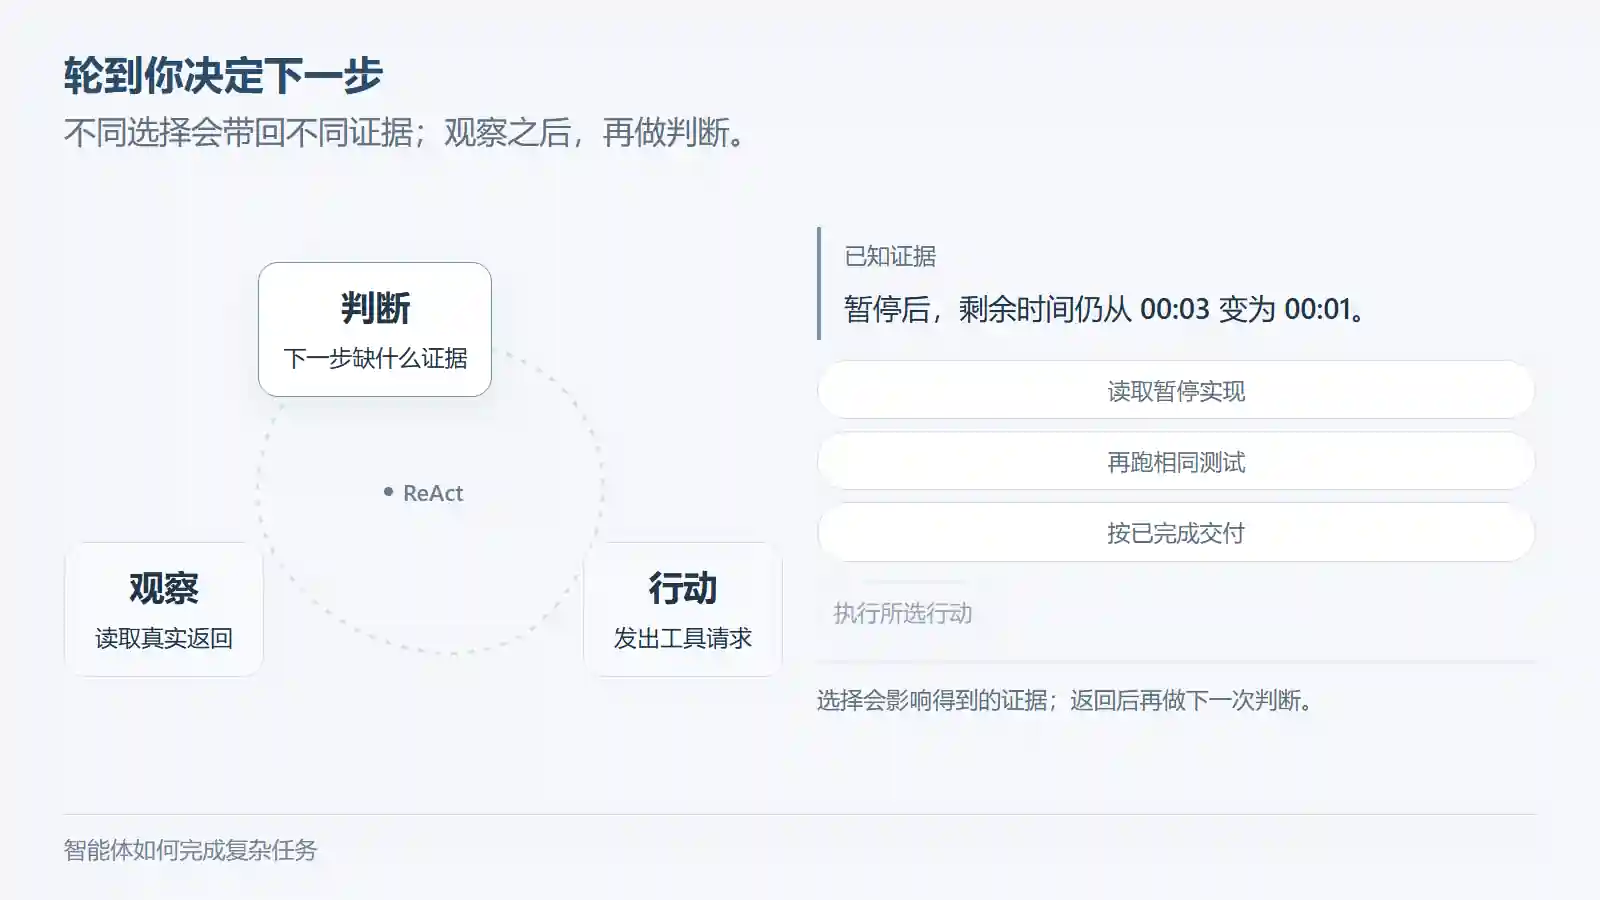 轮到你决定下一步
不同选择会带回不同证据；观察之后，再做判断。
判断
下一步缺什么证据
ReAct
观察
读取真实返回
行动
发出工具请求
已知证据
暂停后，剩余时间仍从 00:03 变为 00:01。
读取暂停实现
再跑相同测试
按已完成交付
执行所选行动
选择会影响得到的证据；返回后再做下一次判断。
智能体如何完成复杂任务